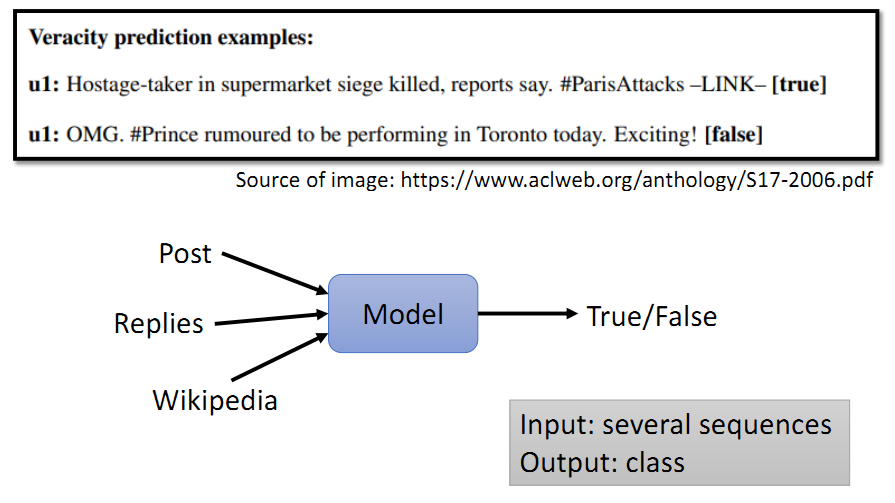 Veracity prediction examples:
u1: Hostage-taker in supermarket siege killed, reports say. #ParisAttacks –LINK– [true]
u1: OMG. #Prince rumoured to be performing in Toronto today. Exciting! [false]
Source of image: https://www.aclweb.org/anthology/S17-2006.pdf
Post
Replies
Wikipedia
Model
True/False
Input: several sequences
Output: class